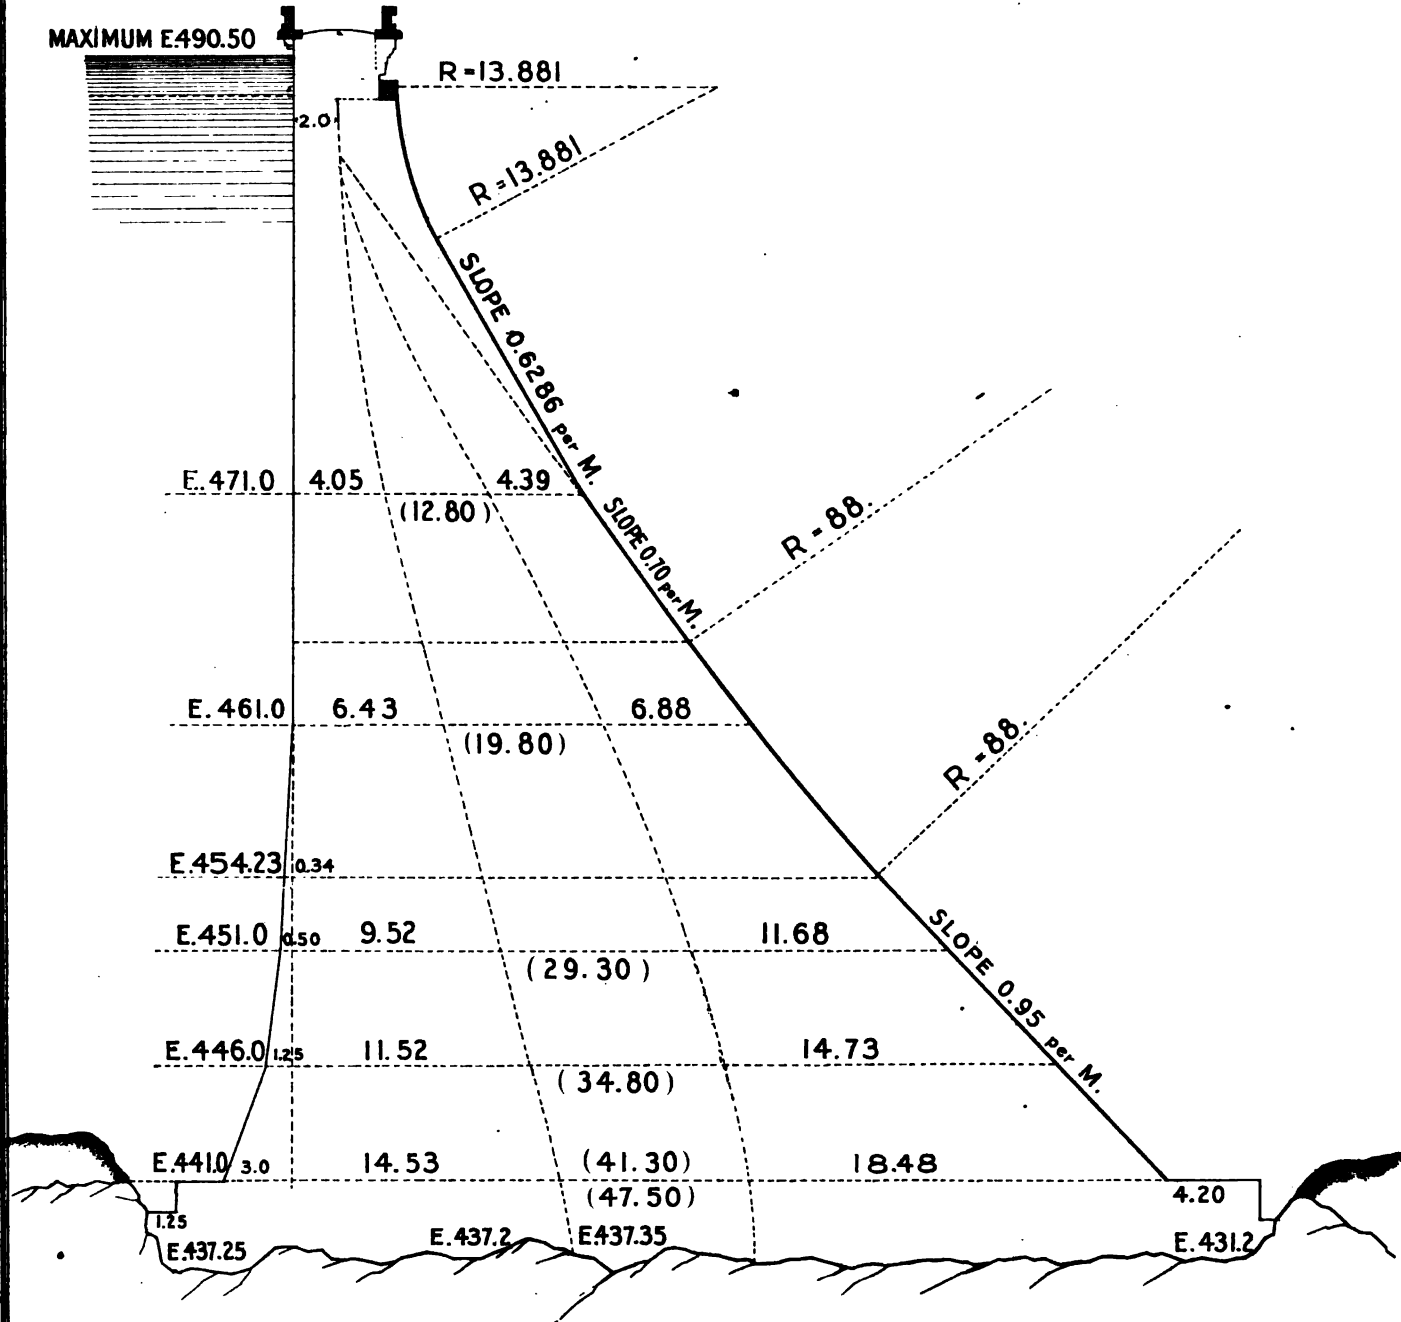 MAXIMUM E.490.50
R=13.881
2.0
R=13.881
SLOPE 0.6286 per M.
E.471.0 4.05 4.39
(12.80)
SLOPE 0.70 per M.
R=88.
E.461.0 6.43 6.88
(19.80)
R=88.
E.454.23 0.34
E.451.0 0.50 9.52 11.68
(29.30)
SLOPE 0.95 per M.
E.446.0 1.25 11.52 14.73
(34.80)
E.441.0 3.0 14.53 (41.30) 18.48
(47.50) 4.20
1.25
E.437.25 E.437.2 E.437.35 E.431.2